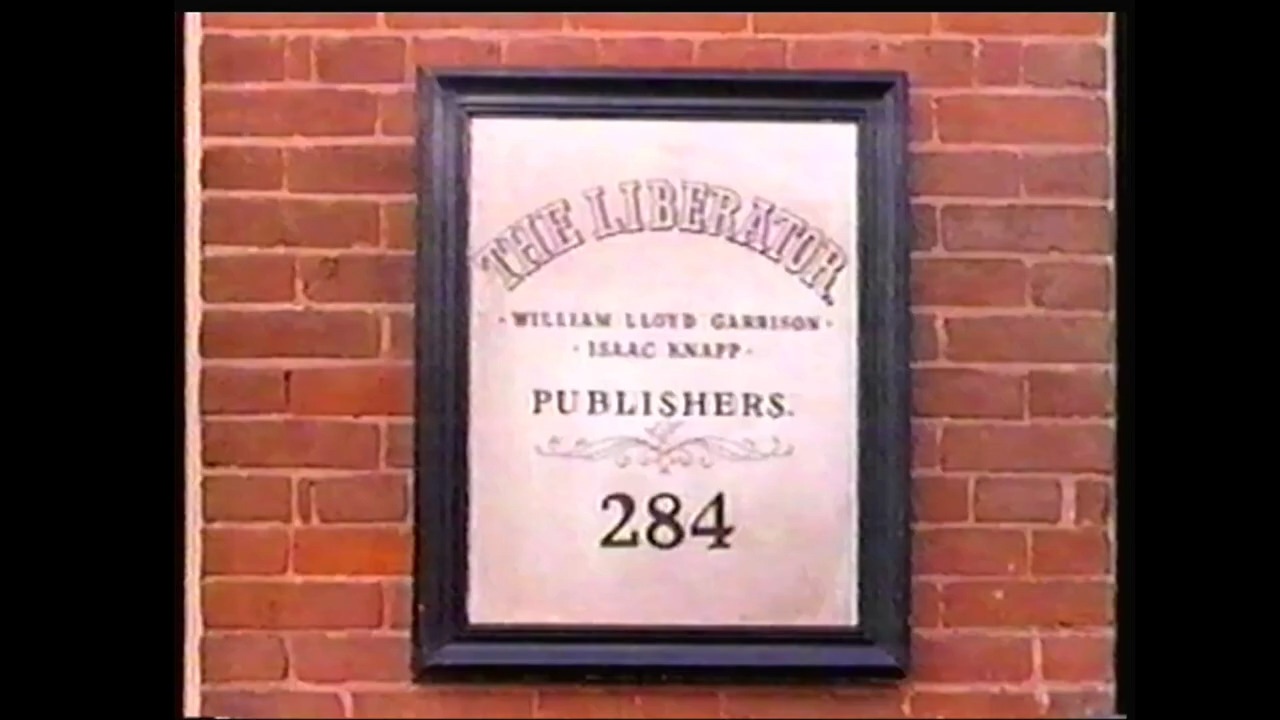 THE LIBERATOR.
· WILLIAM LLOYD GARRISON ·
· ISAAC KNAPP ·
PUBLISHERS.
284